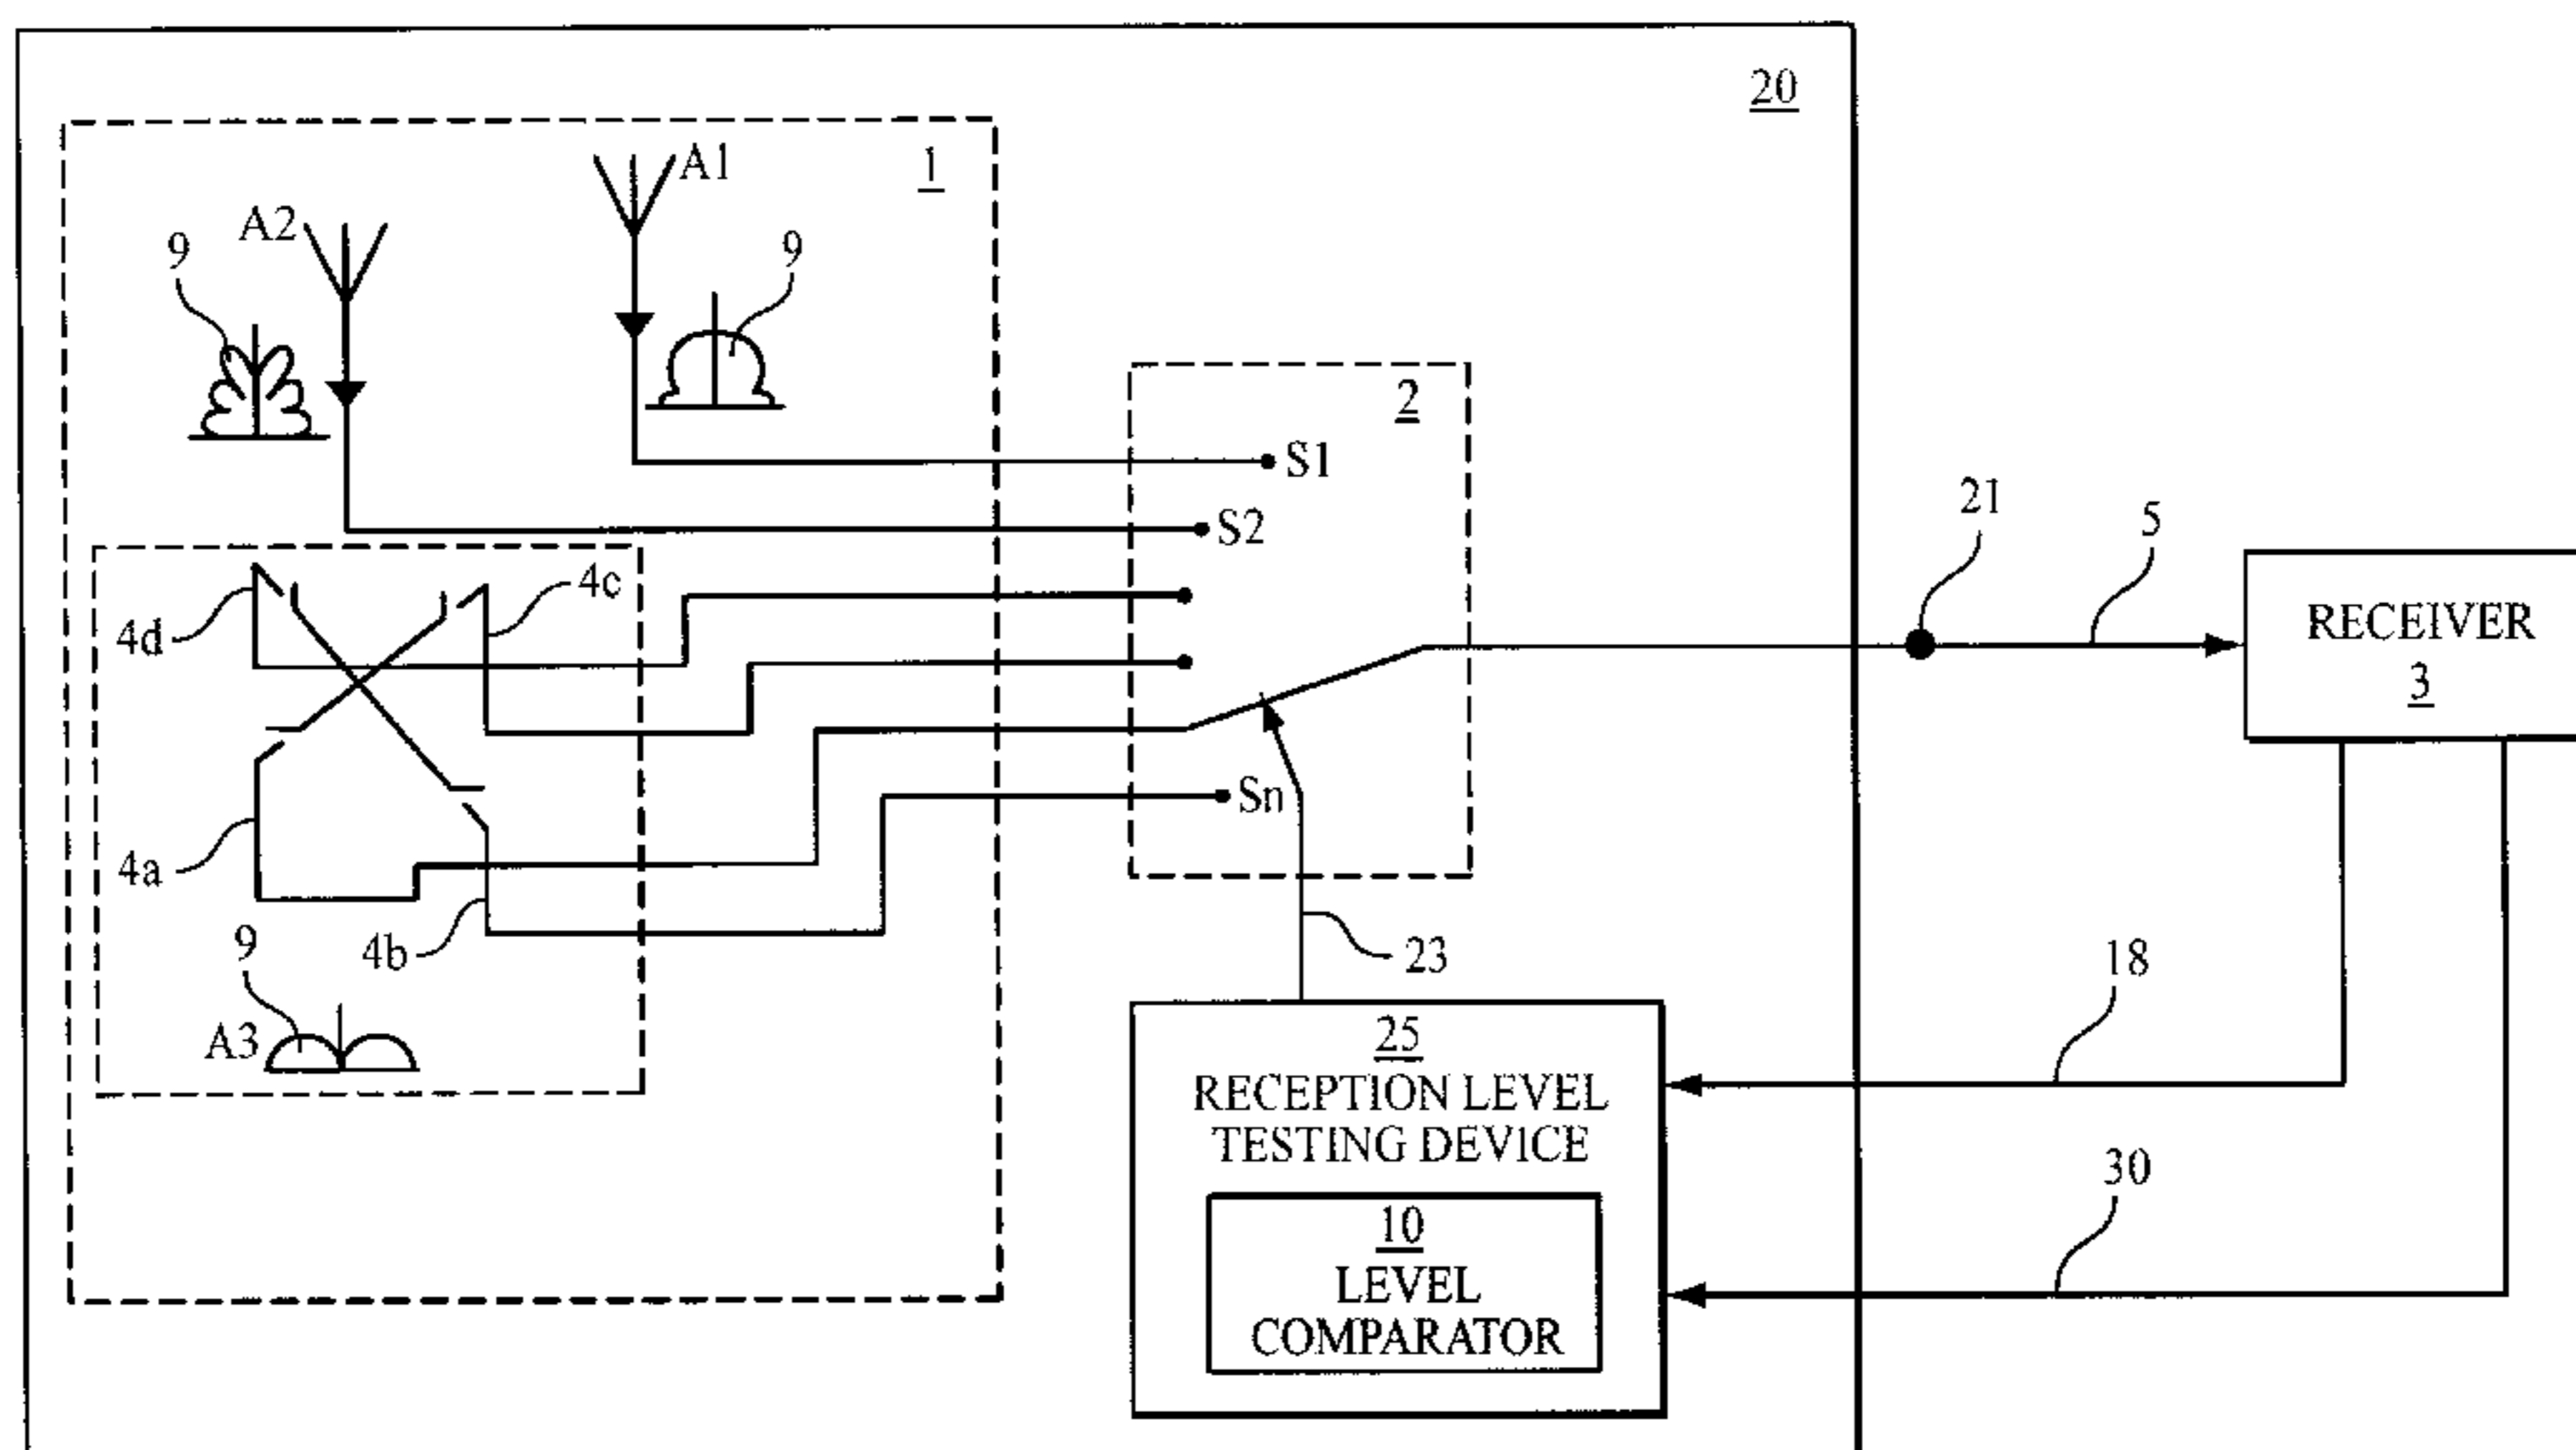 20
1
A1
A2
9
9
2
S1
S2
21
5
4c
4d
RECEIVER
3
Sn
4a
4b
23
9
A3
18
25
RECEPTION LEVEL
TESTING DEVICE
30
10
LEVEL
COMPARATOR